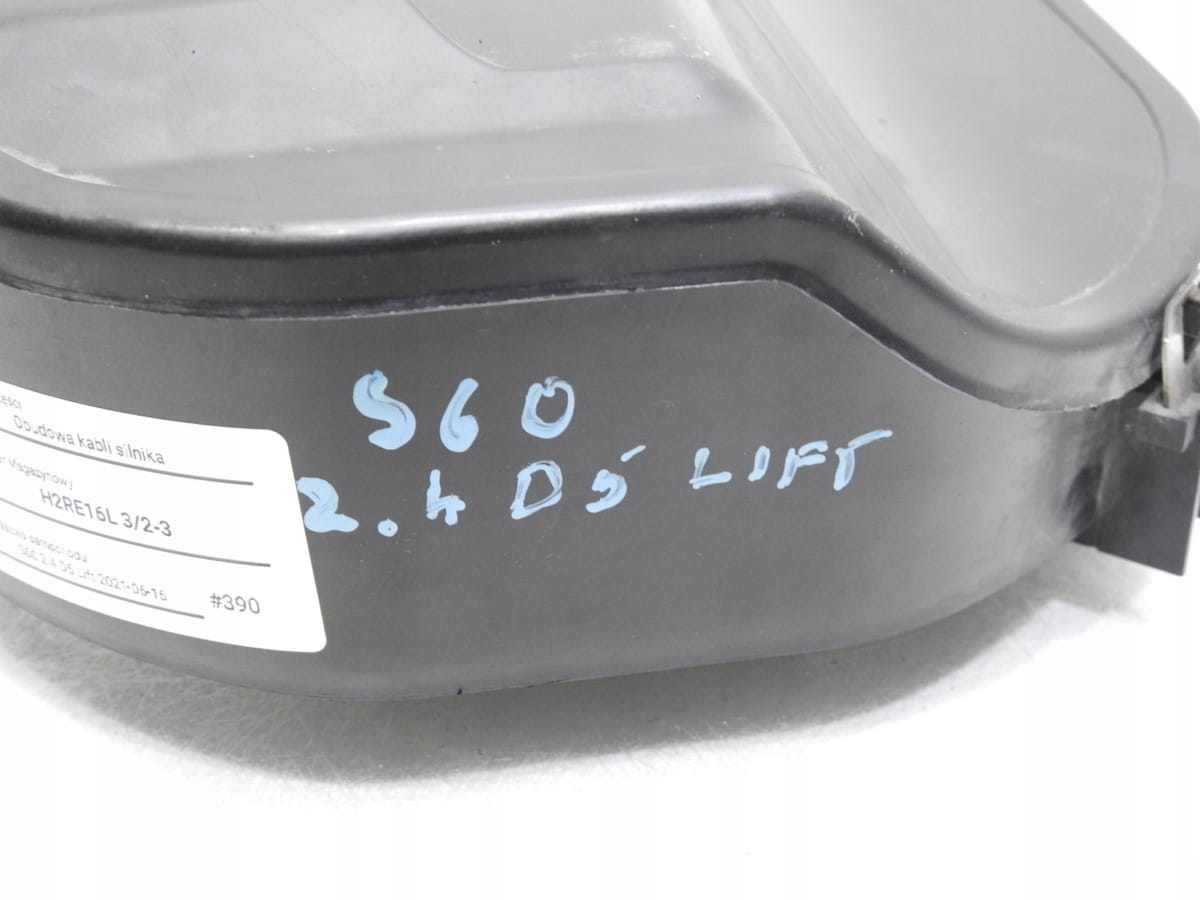 S60
2.4 D5 LIFT
Obudowa kabli silnika
Magazynowy
H2RE16L 3/2-3
samochodu
S60 2.4 D5 Lift 2021-06-16
#390